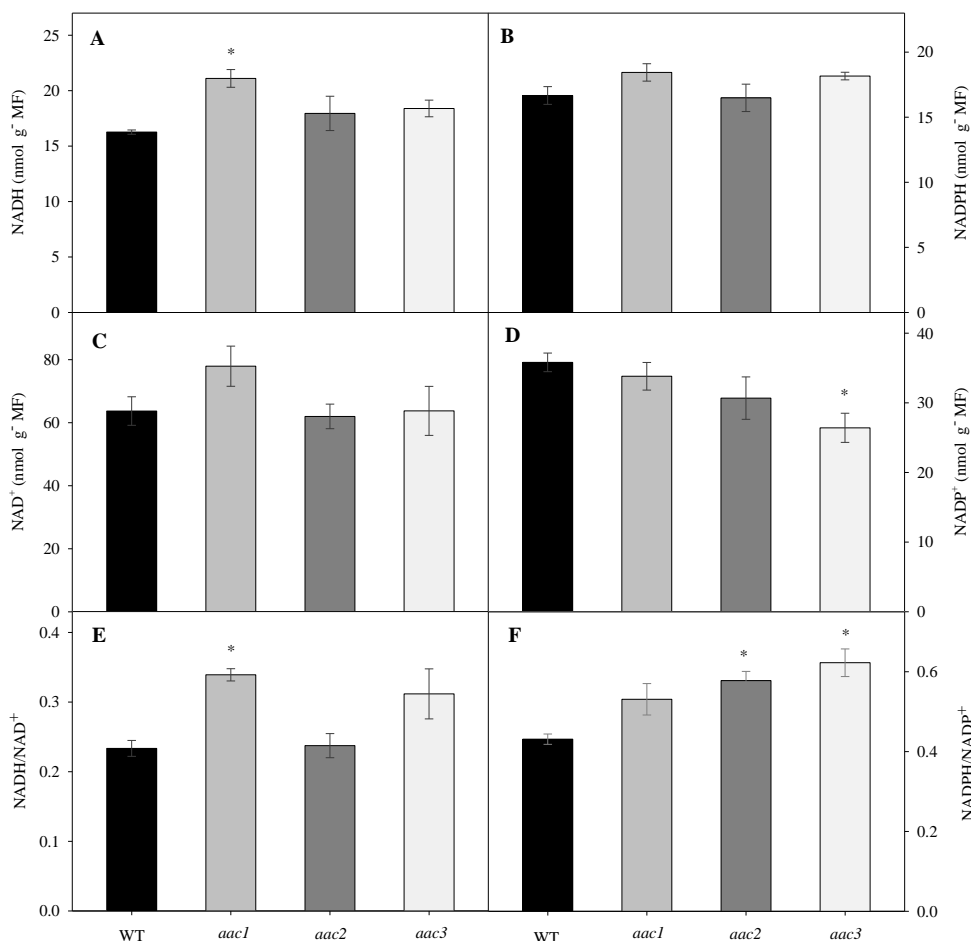 A
NADH (nmol g⁻ MF)
25
20
15
10
5
0
*
B
NADPH (nmol g⁻ MF)
20
15
10
5
0
C
NAD⁺ (nmol g⁻ MF)
80
60
40
20
0
D
NADP⁺ (nmol g⁻ MF)
40
30
20
10
0
*
E
NADH/NAD⁺
0.4
0.3
0.2
0.1
0.0
*
WT aac1 aac2 aac3
F
NADPH/NADP⁺
0.6
0.4
0.2
0.0
*
*
WT aac1 aac2 aac3